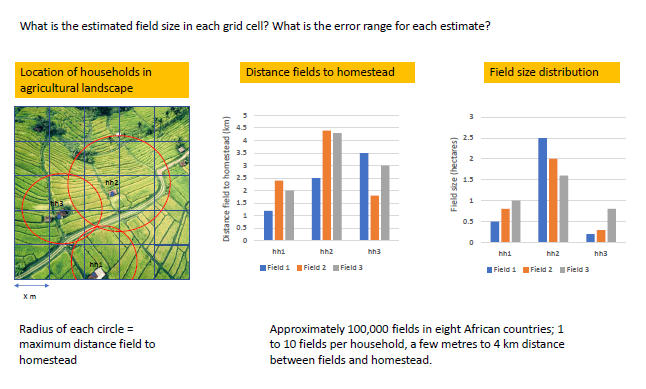 What is the estimated field size in each grid cell? What is the error range for each estimate?
Location of households in
agricultural landscape
Distance fields to homestead
Field size distribution
hh2
hh3
hh1
X m
Distance field to homestead (km)
5
4.5
4
3.5
3
2.5
2
1.5
1
0.5
0
hh1 hh2 hh3
Field 1 Field 2 Field 3
Field size (hectares)
3
2.5
2
1.5
1
0.5
0
hh1 hh2 hh3
Field 1 Field 2 Field 3
Radius of each circle =
maximum distance field to
homestead
Approximately 100,000 fields in eight African countries; 1
to 10 fields per household, a few metres to 4 km distance
between fields and homestead.